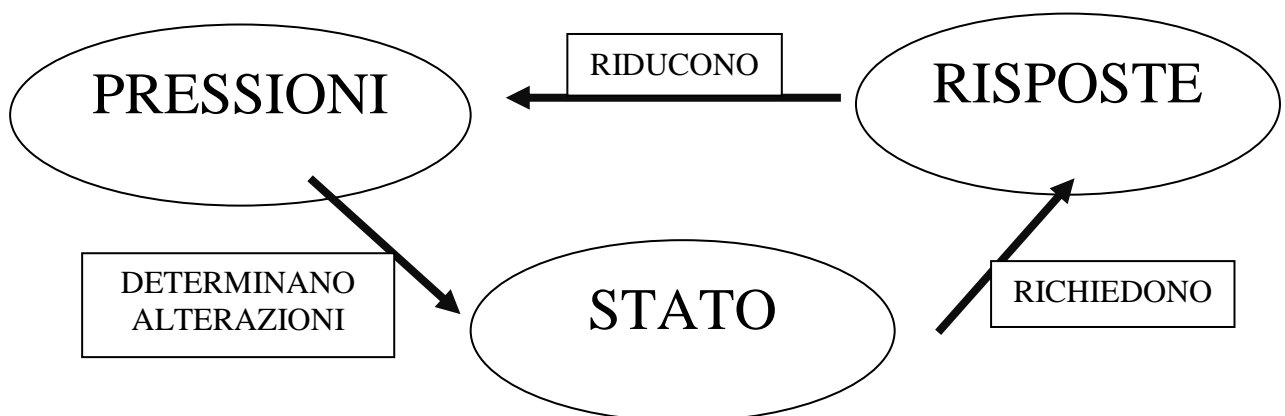 PRESSIONI
RIDUCONO
RISPOSTE
DETERMINANO
ALTERAZIONI
STATO
RICHIEDONO